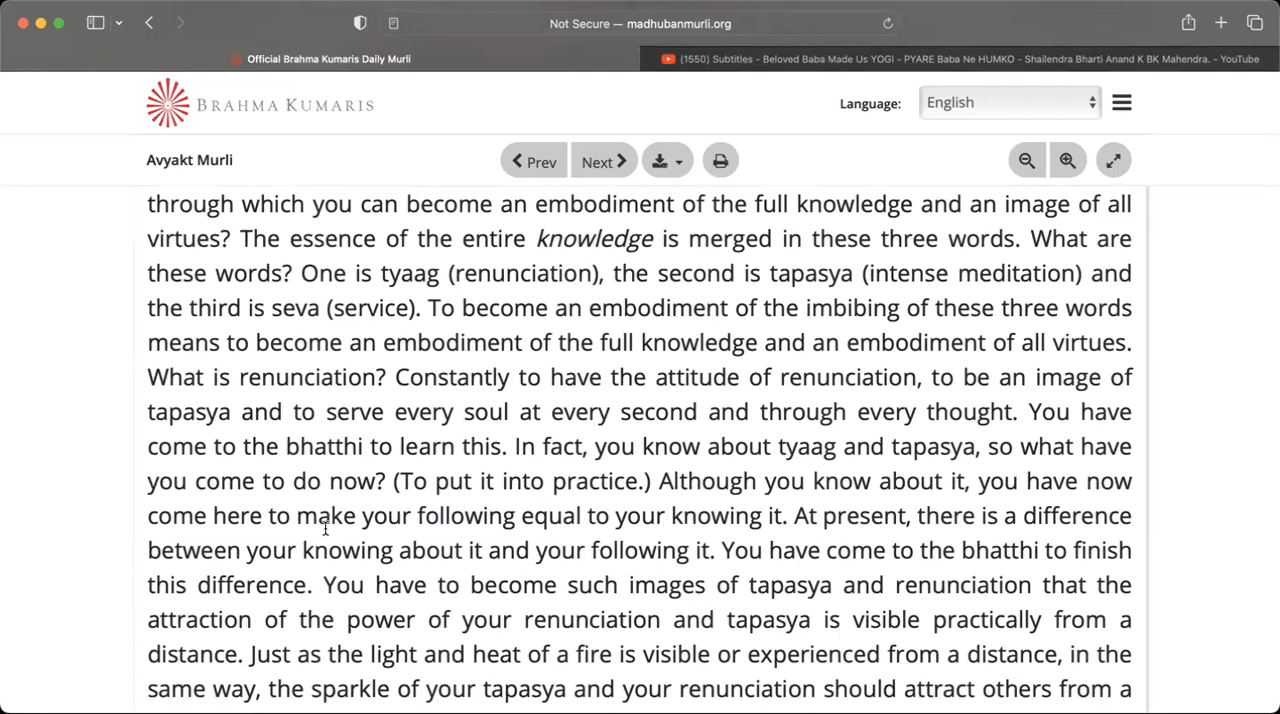 Not Secure — madhubanmurli.org
Official Brahma Kumaris Daily Murli
(1550) Subtitles - Beloved Baba Made Us YOGI - PYARE Baba Ne HUMKO - Shailendra Bharti Anand K BK Mahendra. - YouTube
BRAHMA KUMARIS
Language: English
Avyakt Murli
Prev Next
through which you can become an embodiment of the full knowledge and an image of all
virtues? The essence of the entire knowledge is merged in these three words. What are
these words? One is tyaag (renunciation), the second is tapasya (intense meditation) and
the third is seva (service). To become an embodiment of the imbibing of these three words
means to become an embodiment of the full knowledge and an embodiment of all virtues.
What is renunciation? Constantly to have the attitude of renunciation, to be an image of
tapasya and to serve every soul at every second and through every thought. You have
come to the bhatthi to learn this. In fact, you know about tyaag and tapasya, so what have
you come to do now? (To put it into practice.) Although you know about it, you have now
come here to make your following equal to your knowing it. At present, there is a difference
between your knowing about it and your following it. You have come to the bhatthi to finish
this difference. You have to become such images of tapasya and renunciation that the
attraction of the power of your renunciation and tapasya is visible practically from a
distance. Just as the light and heat of a fire is visible or experienced from a distance, in the
same way, the sparkle of your tapasya and your renunciation should attract others from a